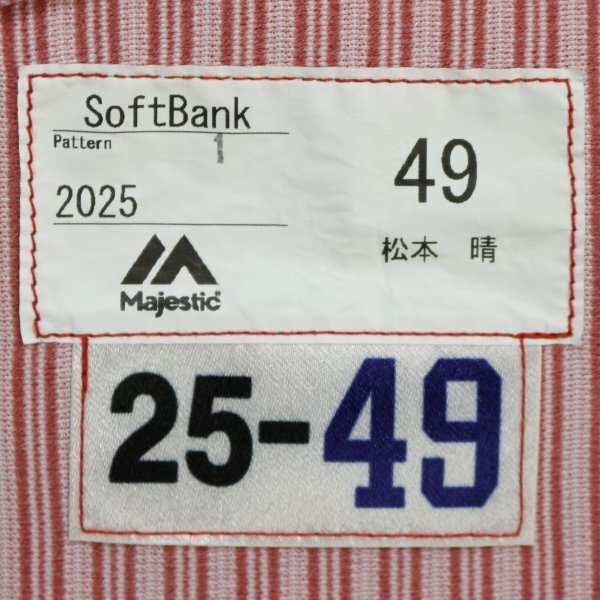 SoftBank
Pattern 1
2025
49
松本 晴
Majestic
25-49